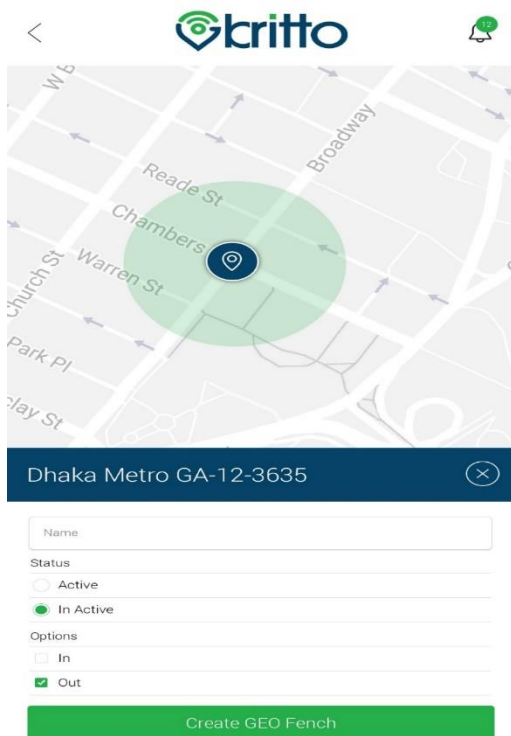 kritto
12
W B
Broadway
Reade St
Chambers
Warren St
Church St
Park Pl
clay St
Dhaka Metro GA-12-3635
Name
Status
Active
In Active
Options
In
Out
Create GEO Fench